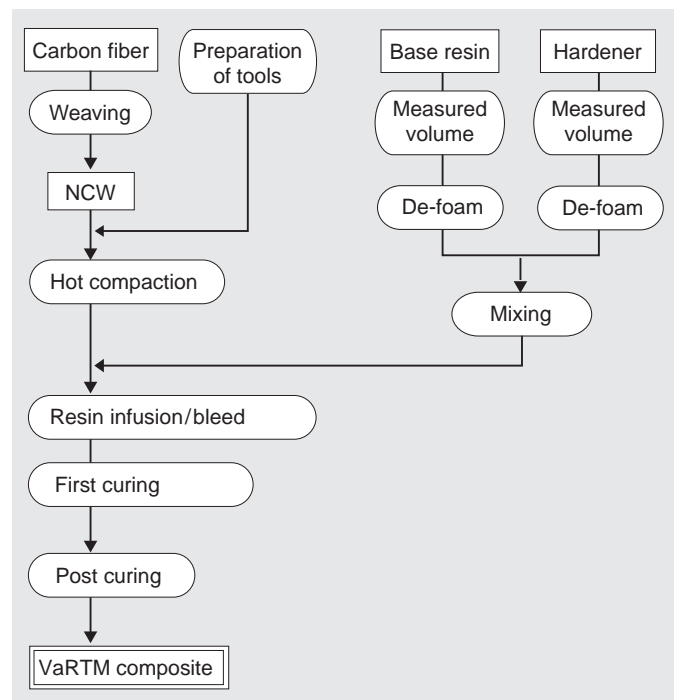 Carbon fiber
Preparation
of tools
Base resin
Hardener
Weaving
Measured
volume
Measured
volume
NCW
De-foam
De-foam
Hot compaction
Mixing
Resin infusion/bleed
First curing
Post curing
VaRTM composite